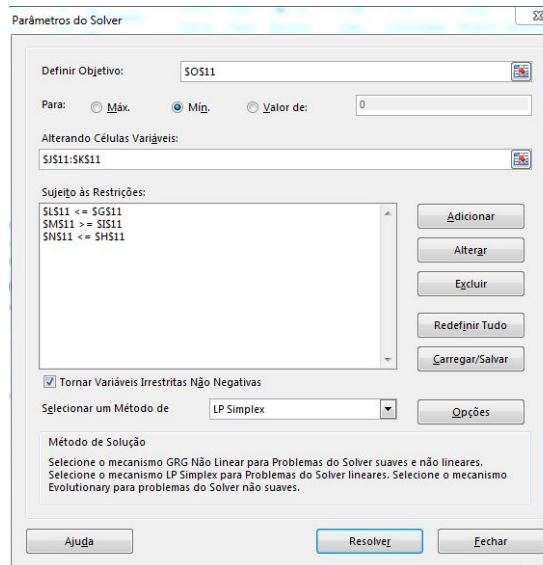 Parâmetros do Solver
Definir Objetivo:
$O$11
Para:
Máx.
Mín.
Valor de:
0
Alterando Células Variáveis:
$J$11:$K$11
Sujeito às Restrições:
$L$11 <= $G$11
$M$11 >= $I$11
$N$11 <= $H$11
Adicionar
Alterar
Excluir
Redefinir Tudo
Carregar/Salvar
Tornar Variáveis Irrestritas Não Negativas
Selecionar um Método de
LP Simplex
Opções
Método de Solução
Selecione o mecanismo GRG Não Linear para Problemas do Solver suaves e não lineares.
Selecione o mecanismo LP Simplex para Problemas do Solver lineares. Selecione o mecanismo
Evolutionary para problemas do Solver não suaves.
Ajuda
Resolver
Fechar